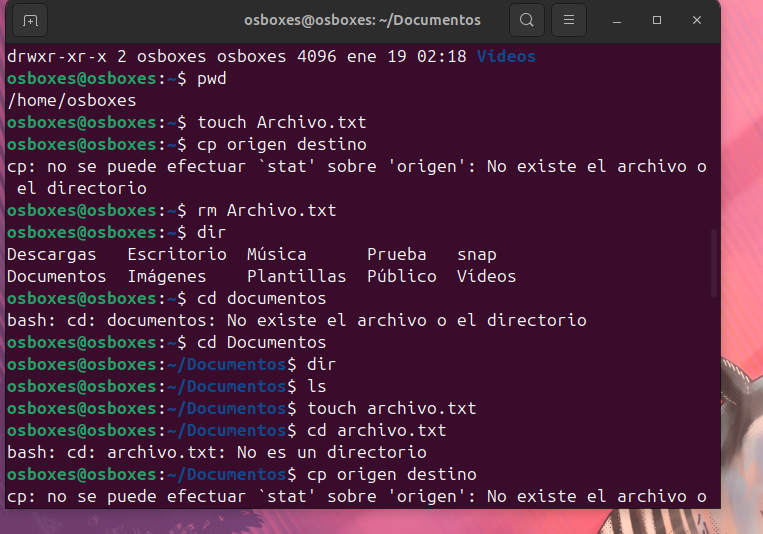 osboxes@osboxes: ~/Documentos
drwxr-xr-x 2 osboxes osboxes 4096 ene 19 02:18 Vídeos
osboxes@osboxes:~$ pwd
/home/osboxes
osboxes@osboxes:~$ touch Archivo.txt
osboxes@osboxes:~$ cp origen destino
cp: no se puede efectuar `stat' sobre 'origen': No existe el archivo o
 el directorio
osboxes@osboxes:~$ rm Archivo.txt
osboxes@osboxes:~$ dir
Descargas   Escritorio  Música      Prueba   snap
Documentos  Imágenes    Plantillas  Público  Vídeos
osboxes@osboxes:~$ cd documentos
bash: cd: documentos: No existe el archivo o el directorio
osboxes@osboxes:~$ cd Documentos
osboxes@osboxes:~/Documentos$ dir
osboxes@osboxes:~/Documentos$ ls
osboxes@osboxes:~/Documentos$ touch archivo.txt
osboxes@osboxes:~/Documentos$ cd archivo.txt
bash: cd: archivo.txt: No es un directorio
osboxes@osboxes:~/Documentos$ cp origen destino
cp: no se puede efectuar `stat' sobre 'origen': No existe el archivo o